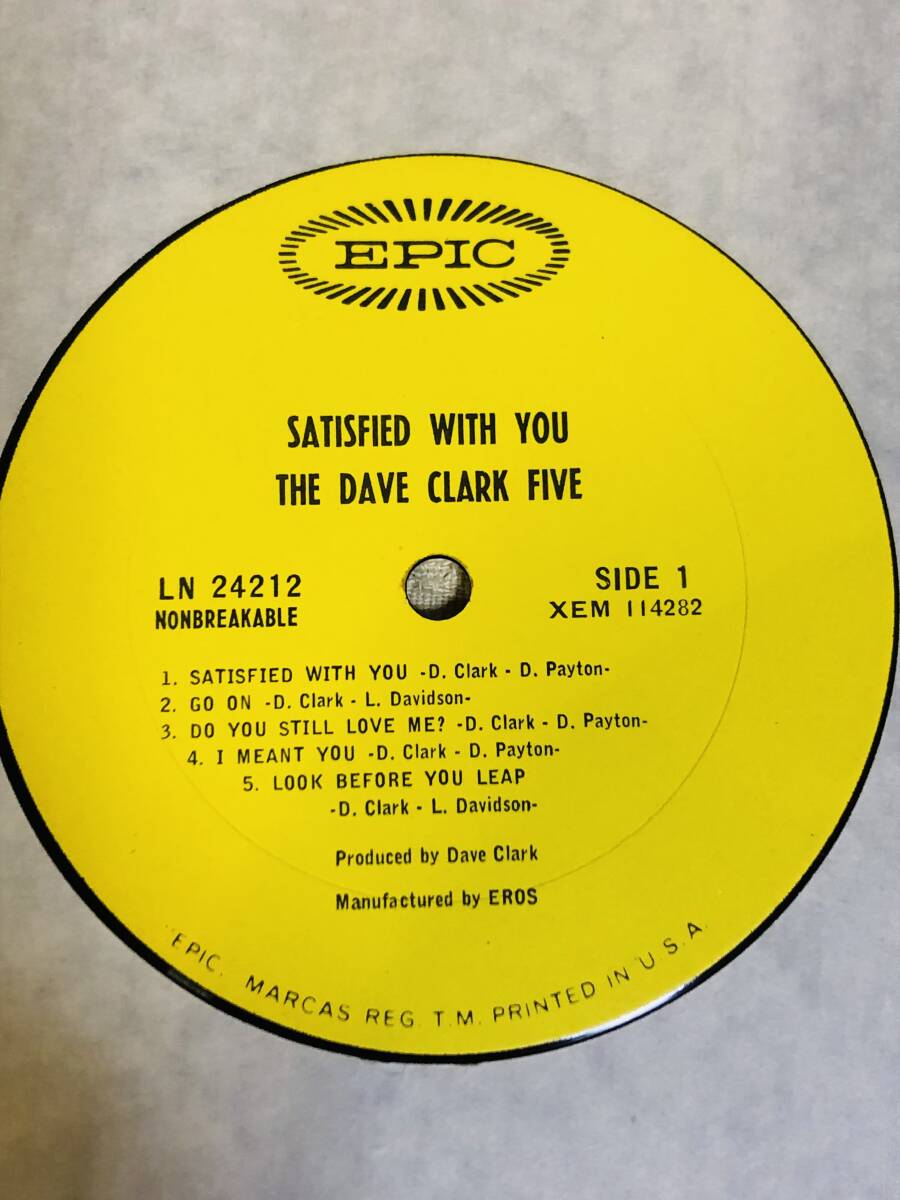 EPIC
SATISFIED WITH YOU
THE DAVE CLARK FIVE
LN 24212
NONBREAKABLE
SIDE 1
XEM 114282
1. SATISFIED WITH YOU -D. Clark - D. Payton-
2. GO ON -D. Clark - L. Davidson-
3. DO YOU STILL LOVE ME? -D. Clark - D. Payton-
4. I MEANT YOU -D. Clark - D. Payton-
5. LOOK BEFORE YOU LEAP
-D. Clark - L. Davidson-
Produced by Dave Clark
Manufactured by EROS
"EPIC, MARCAS REG. T.M. PRINTED IN U.S.A.